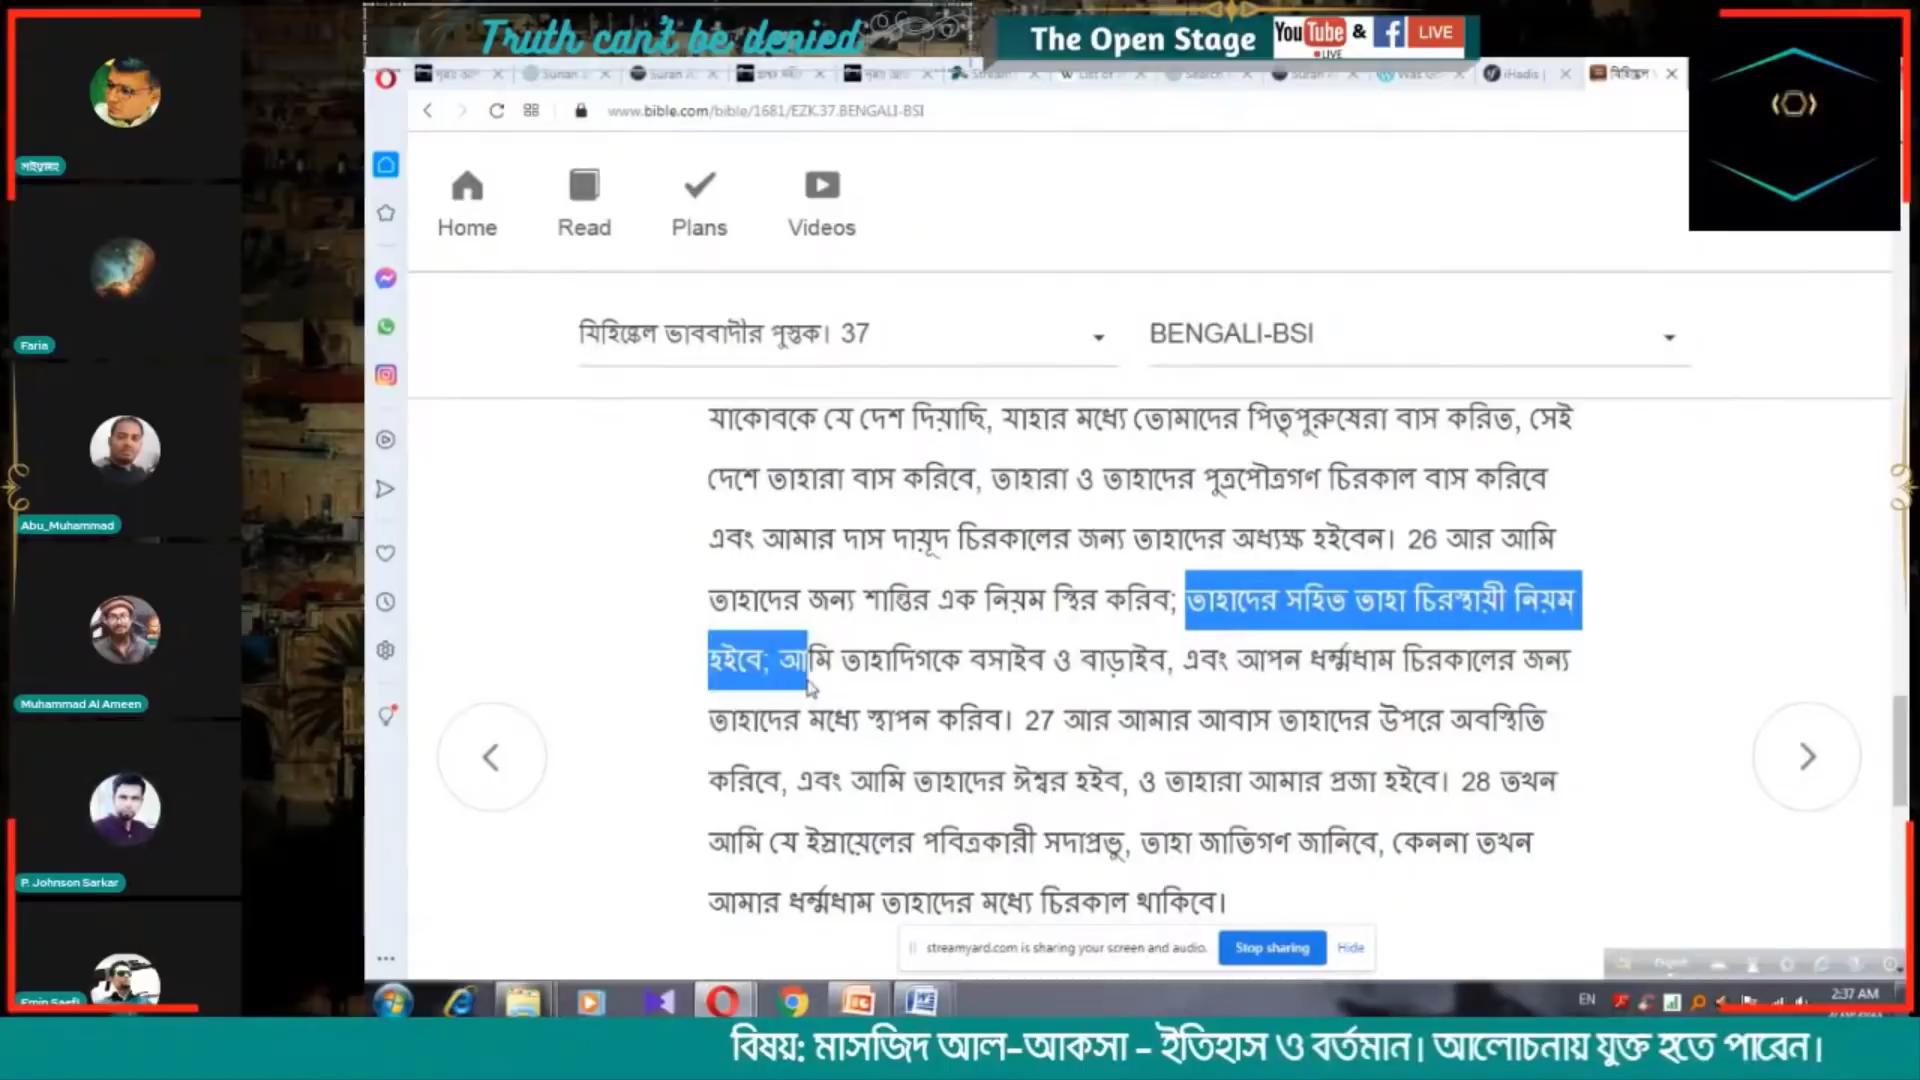 Truth can't be denied
The Open Stage
YouTube & f LIVE
LIVE
www.bible.com/bible/1681/EZK.37.BENGALI-BSI
Home Read Plans Videos
যিহিষ্কেল ভাববাদীর পুস্তক। 37
BENGALI-BSI
যাকোবকে যে দেশ দিয়াছি, যাহার মধ্যে তোমাদের পিতৃপুরুষেরা বাস করিত, সেই
দেশে তাহারা বাস করিবে, তাহারা ও তাহাদের পুত্রপৌত্রগণ চিরকাল বাস করিবে
এবং আমার দাস দায়ূদ চিরকালের জন্য তাহাদের অধ্যক্ষ হইবেন। 26 আর আমি
তাহাদের জন্য শান্তির এক নিয়ম স্থির করিব; তাহাদের সহিত তাহা চিরস্থায়ী নিয়ম
হইবে; আমি তাহাদিগকে বসাইব ও বাড়াইব, এবং আপন ধর্ম্মধাম চিরকালের জন্য
তাহাদের মধ্যে স্থাপন করিব। 27 আর আমার আবাস তাহাদের উপরে অবস্থিতি
করিবে, এবং আমি তাহাদের ঈশ্বর হইব, ও তাহারা আমার প্রজা হইবে। 28 তখন
আমি যে ইস্রায়েলের পবিত্রকারী সদাপ্রভু, তাহা জাতিগণ জানিবে, কেননা তখন
আমার ধর্ম্মধাম তাহাদের মধ্যে চিরকাল থাকিবে।
streamyard.com is sharing your screen and audio. Stop sharing Hide
EN
2:37 AM
Faria
Abu_Muhammad
Muhammad Al Ameen
P. Johnson Sarkar
বিষয়: মাসজিদ আল-আকসা - ইতিহাস ও বর্তমান। আলোচনায় যুক্ত হতে পারেন।